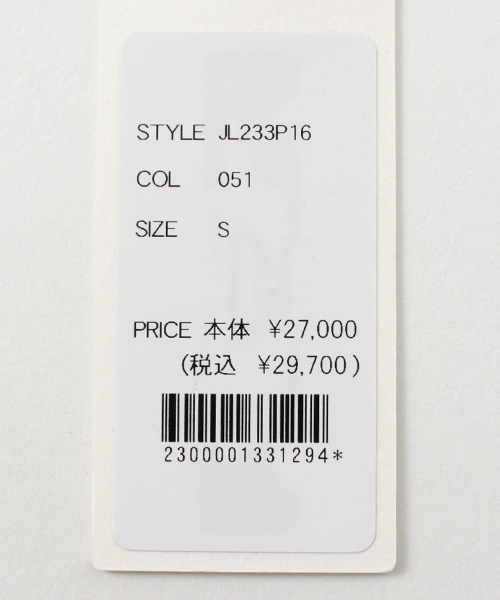 STYLE JL233P16
COL 051
SIZE S
PRICE 本体 ¥27,000
(税込 ¥29,700)
2300001331294*